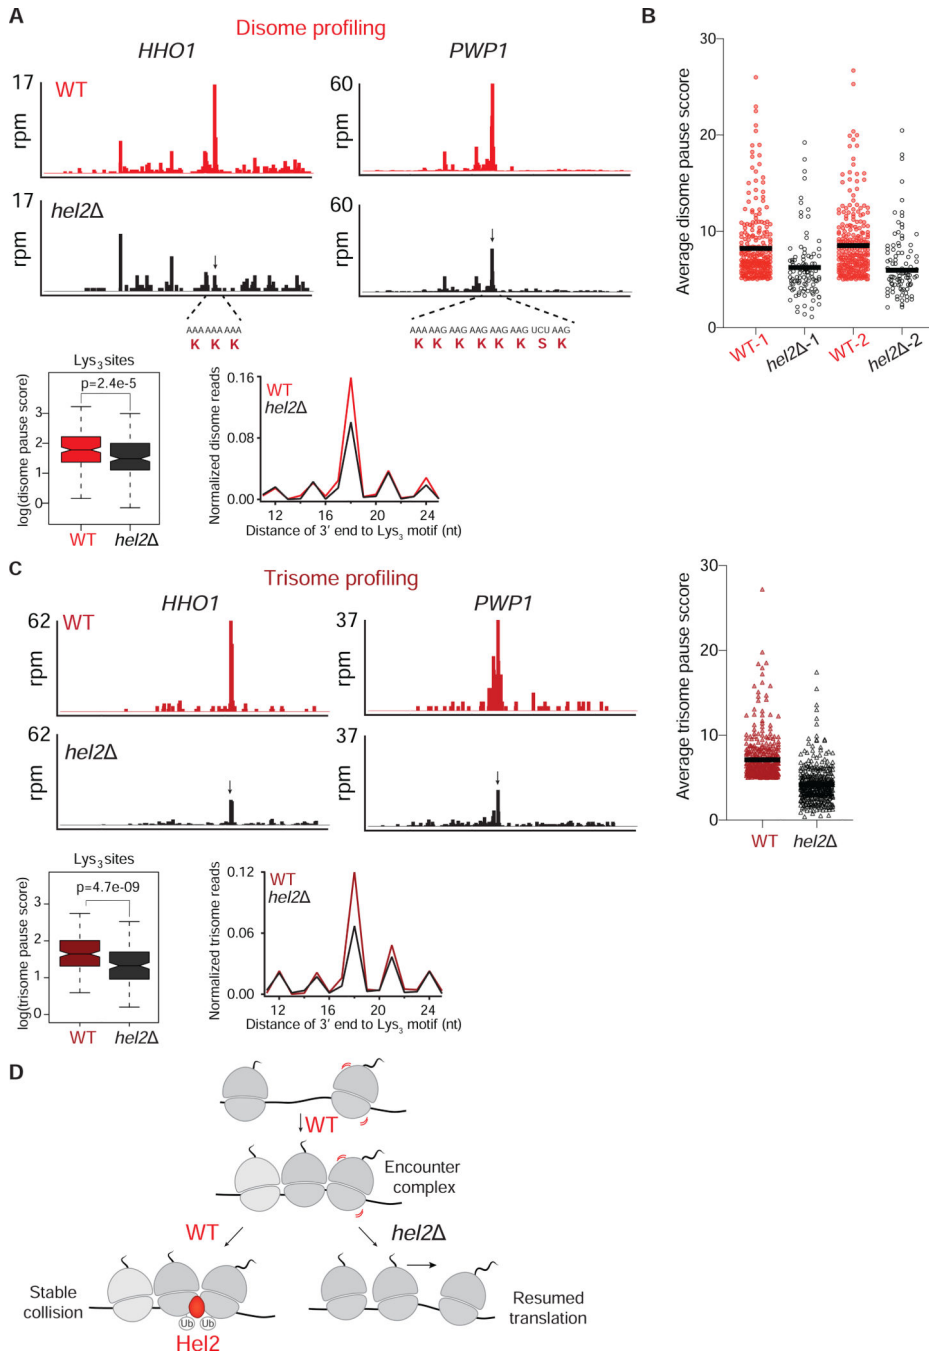 A
Disome profiling
HHO1
PWP1
17
WT
rpm
60
rpm
17
hel2Δ
rpm
60
rpm
AAA AAA AAA
K K K
AAA AAG AAG AAG AAG AAG UCU AAG
K K K K K K S K
Lys3 sites
p=2.4e-5
log(disome pause score)
3
2
1
0
WT
hel2Δ
Normalized disome reads
0.16
0.08
0.00
WT
hel2Δ
12
16
20
24
Distance of 3' end to Lys3 motif (nt)
B
Average disome pause sccore
30
20
10
0
WT-1
hel2Δ-1
WT-2
hel2Δ-2
C
Trisome profiling
HHO1
PWP1
62
WT
rpm
37
rpm
62
hel2Δ
rpm
37
rpm
Lys3 sites
p=4.7e-09
log(trisome pause score)
3
2
1
0
WT
hel2Δ
Normalized trisome reads
0.12
0.06
0.00
WT
hel2Δ
12
16
20
24
Distance of 3' end to Lys3 motif (nt)
Average trisome pause sccore
30
20
10
0
WT
hel2Δ
D
WT
Encounter
complex
WT
hel2Δ
Stable
collision
Ub
Ub
Hel2
Resumed
translation